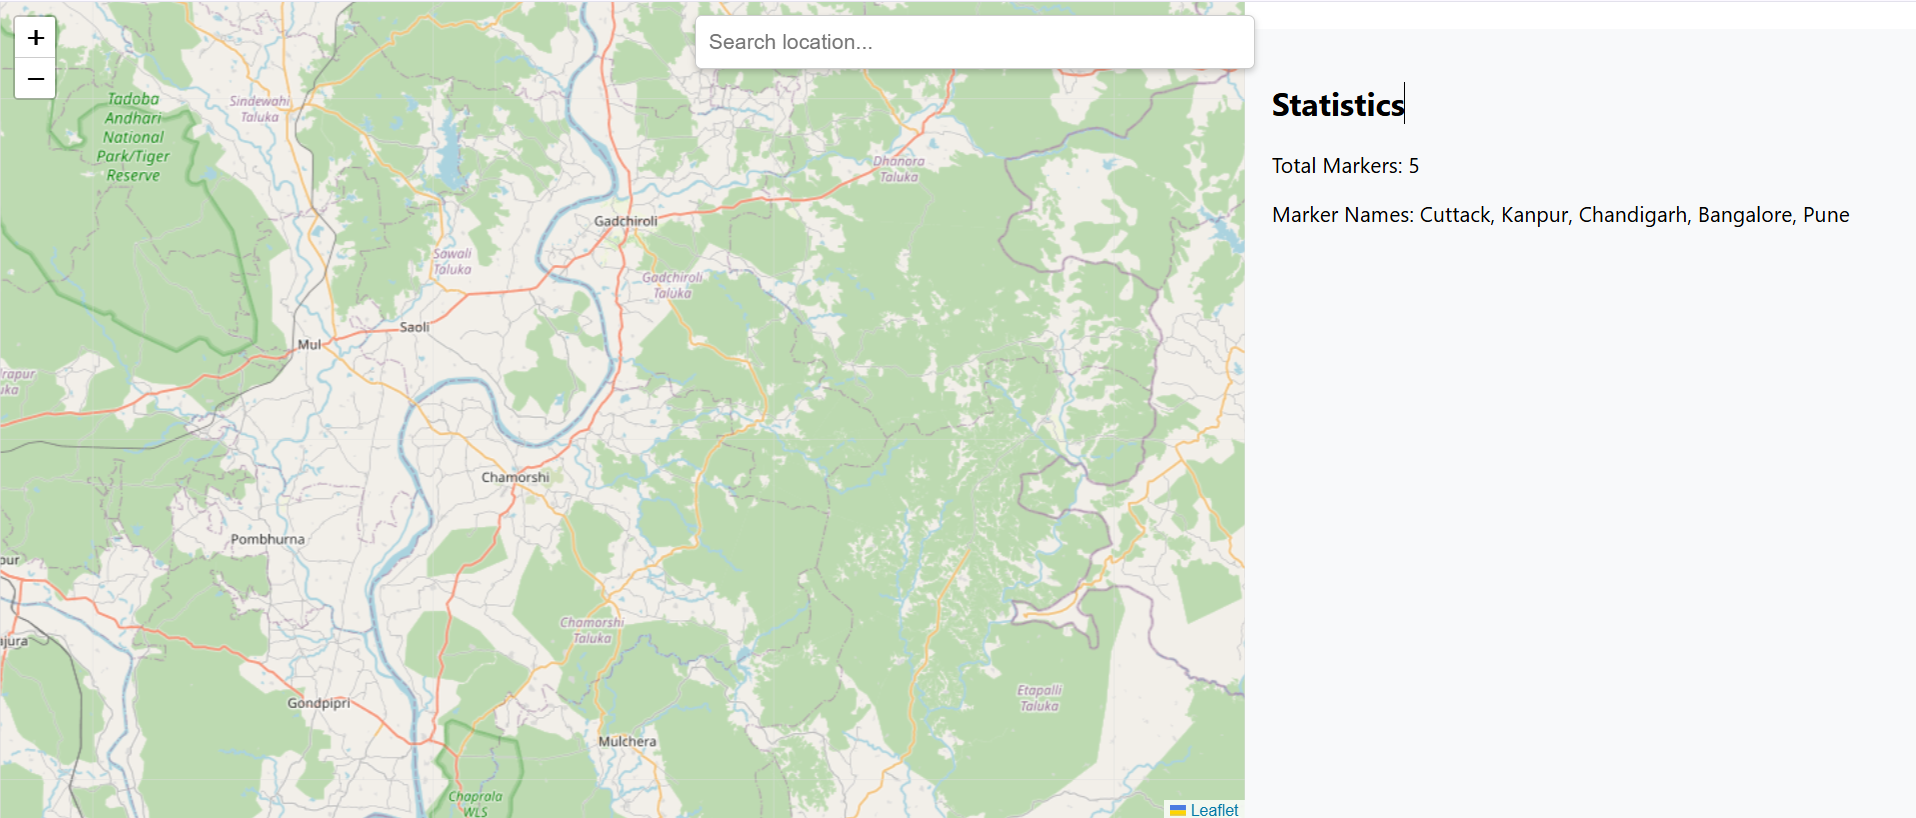 +
−
Search location...
Tadoba
Andhari
National
Park/Tiger
Reserve
Sindewahi
Taluka
Dhanora
Taluka
Gadchiroli
Sawali
Taluka
Gadchiroli
Taluka
Saoli
Mul
rapur
uka
Chamorshi
Pombhurna
pur
Chamorshi
Taluka
jura
Etapalli
Taluka
Gondpipri
Mulchera
Chaprala
WLS
Leaflet
Statistics
Total Markers: 5
Marker Names: Cuttack, Kanpur, Chandigarh, Bangalore, Pune